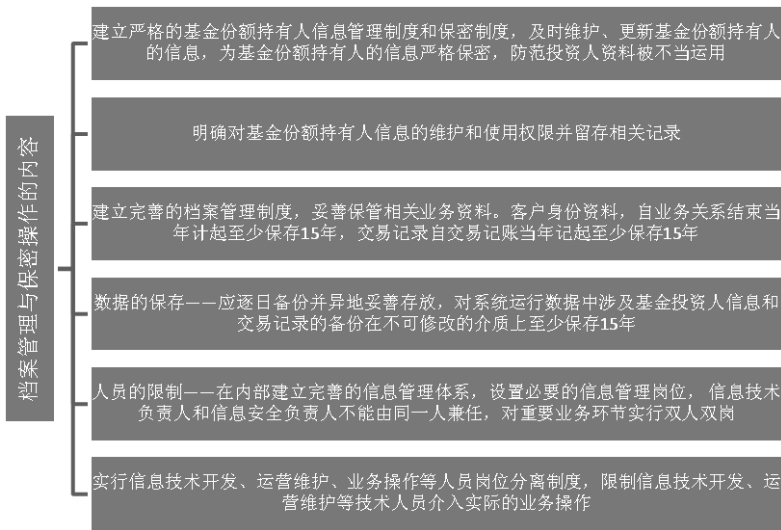 档案管理与保密操作的内容
建立严格的基金份额持有人信息管理制度和保密制度，及时维护、更新基金份额持有人
的信息，为基金份额持有人的信息严格保密，防范投资人资料被不当运用
明确对基金份额持有人信息的维护和使用权限并留存相关记录
建立完善的档案管理制度，妥善保管相关业务资料。客户身份资料，自业务关系结束当
年计起至少保存15年，交易记录自交易记账当年记起至少保存15年
数据的保存——应逐日备份并异地妥善存放，对系统运行数据中涉及基金投资人信息和
交易记录的备份在不可修改的介质上至少保存15年
人员的限制——在内部建立完善的信息管理体系，设置必要的信息管理岗位，信息技术
负责人和信息安全负责人不能由同一人兼任，对重要业务环节实行双人双岗
实行信息技术开发、运营维护、业务操作等人员岗位分离制度，限制信息技术开发、运
营维护等技术人员介入实际的业务操作